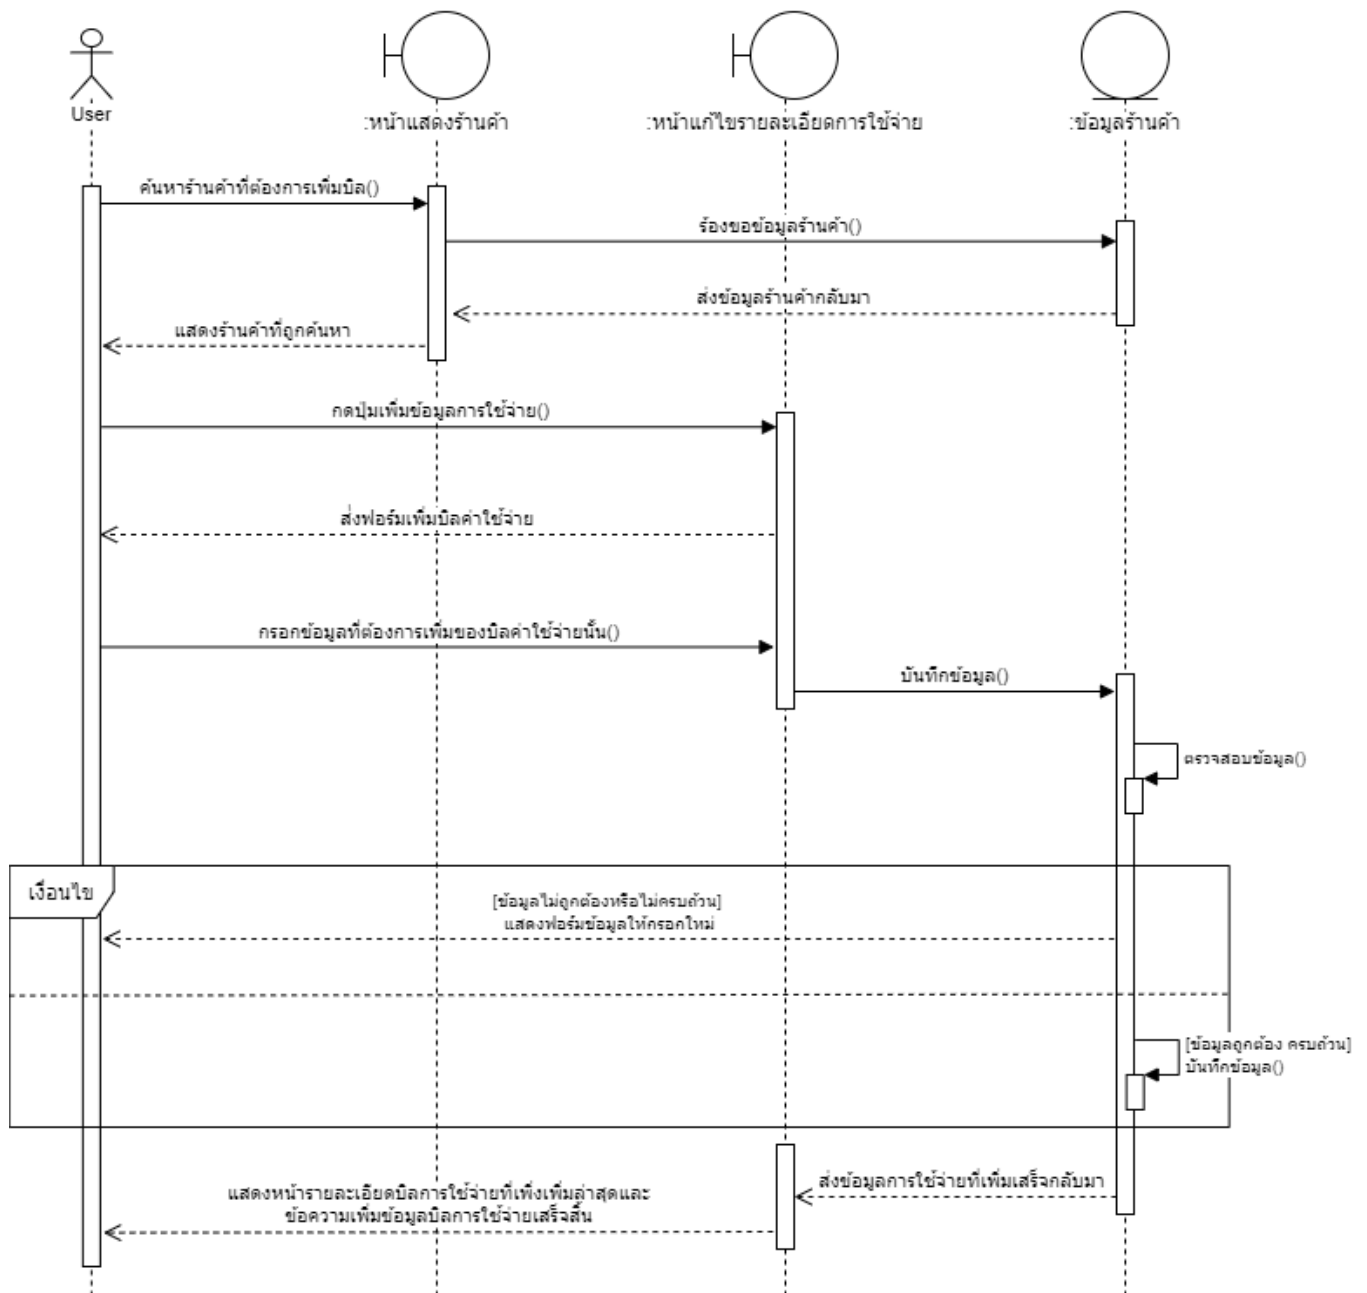 User
:หน้าแสดงร้านค้า
:หน้าแก้ไขรายละเอียดการใช้จ่าย
:ข้อมูลร้านค้า
ค้นหาร้านค้าที่ต้องการเพิ่มบิล()
ร้องขอข้อมูลร้านค้า()
ส่งข้อมูลร้านค้ากลับมา
แสดงร้านค้าที่ถูกค้นหา
กดปุ่มเพิ่มข้อมูลการใช้จ่าย()
ส่งฟอร์มเพิ่มบิลค่าใช้จ่าย
กรอกข้อมูลที่ต้องการเพิ่มของบิลค่าใช้จ่ายนั้น()
บันทึกข้อมูล()
ตรวจสอบข้อมูล()
เงื่อนไข
[ข้อมูลไม่ถูกต้องหรือไม่ครบถ้วน]
แสดงฟอร์มข้อมูลให้กรอกใหม่
[ข้อมูลถูกต้อง ครบถ้วน]
บันทึกข้อมูล()
ส่งข้อมูลการใช้จ่ายที่เพิ่มเสร็จกลับมา
แสดงหน้ารายละเอียดบิลการใช้จ่ายที่เพิ่งเพิ่มล่าสุดและ
ข้อความเพิ่มข้อมูลบิลการใช้จ่ายเสร็จสิ้น